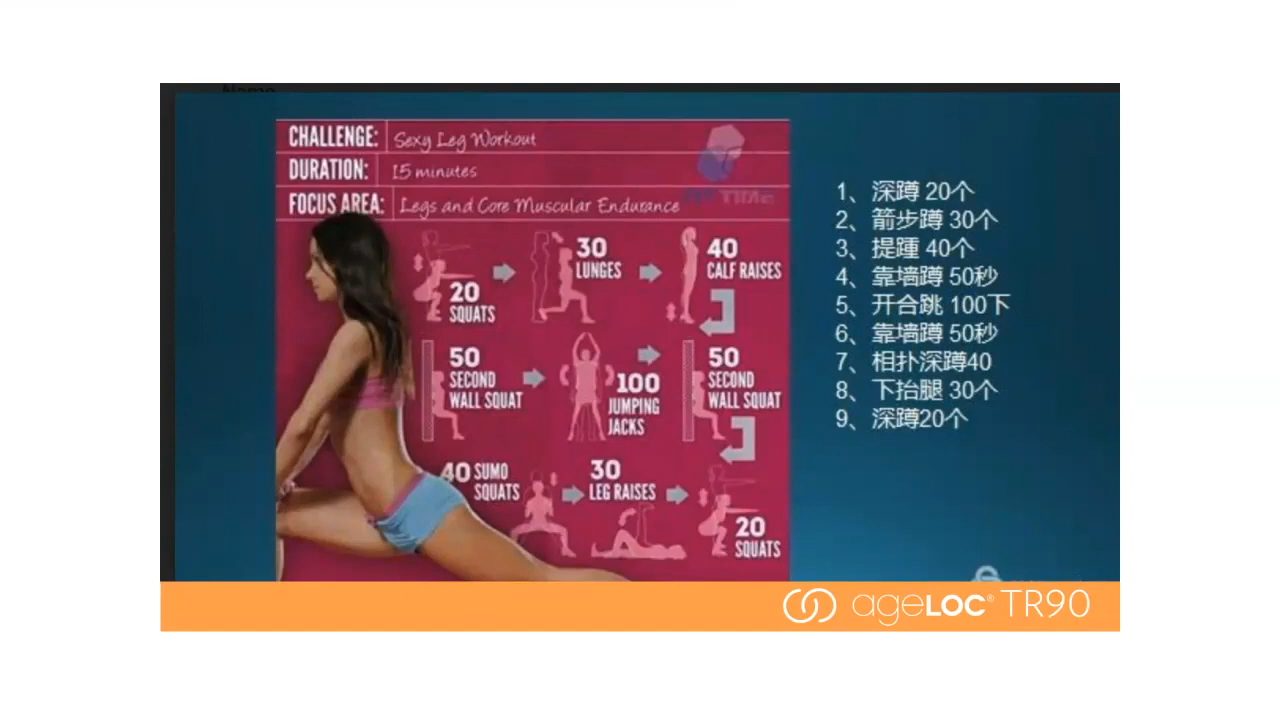 Name
CHALLENGE: Sexy Leg Workout
DURATION: 15 minutes
FOCUS AREA: Legs and Core Muscular Endurance
TIME
20
SQUATS
30
LUNGES
40
CALF RAISES
50
SECOND
WALL SQUAT
100
JUMPING
JACKS
50
SECOND
WALL SQUAT
40 SUMO
SQUATS
30
LEG RAISES
20
SQUATS
1、深蹲 20个
2、箭步蹲 30个
3、提踵 40个
4、靠墙蹲 50秒
5、开合跳 100下
6、靠墙蹲 50秒
7、相扑深蹲40
8、下抬腿 30个
9、深蹲20个
ageLOC® TR90